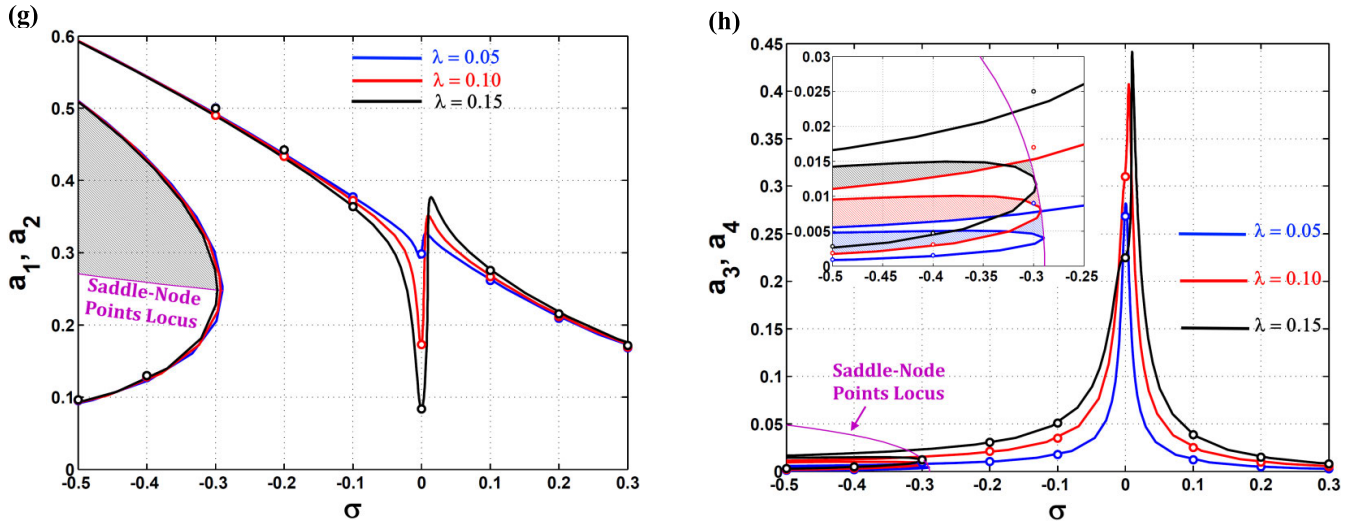 (g)
0.6
0.5
0.4
0.3
0.2
0.1
0
-0.5 -0.4 -0.3 -0.2 -0.1 0 0.1 0.2 0.3
a₁, a₂
σ
λ = 0.05
λ = 0.10
λ = 0.15
Saddle-Node
Points Locus
(h)
0.45
0.4
0.35
0.3
0.25
0.2
0.15
0.1
0.05
0
-0.5 -0.4 -0.3 -0.2 -0.1 0 0.1 0.2 0.3
a₃, a₄
σ
0.03
0.025
0.02
0.015
0.01
0.005
0
-0.5 -0.45 -0.4 -0.35 -0.3 -0.25
λ = 0.05
λ = 0.10
λ = 0.15
Saddle-Node
Points Locus